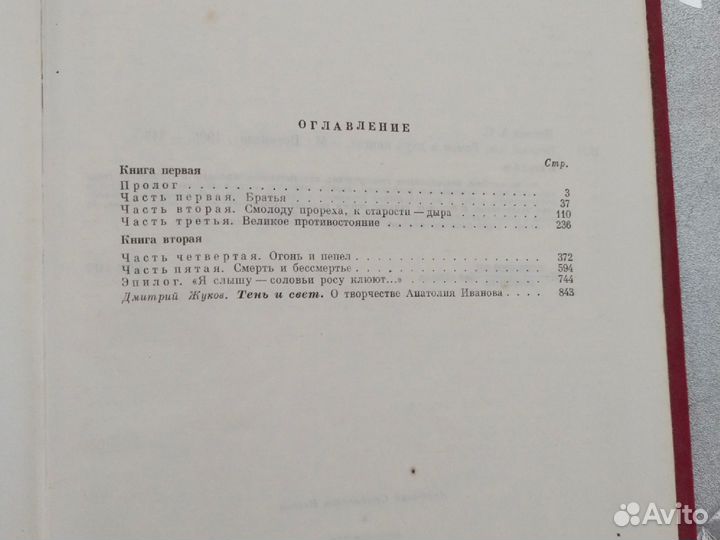 ОГЛАВЛЕНИЕ
Стр.
Книга первая
Пролог . . . . . . . . . . . . . . . . . . . . . . . . 3
Часть первая. Братья . . . . . . . . . . . . . . . . . . 37
Часть вторая. Смолоду прореха, к старости — дыра . . . . . . . 110
Часть третья. Великое противостояние . . . . . . . . . . . . 236
Книга вторая
Часть четвертая. Огонь и пепел . . . . . . . . . . . . . . 372
Часть пятая. Смерть и бессмертье . . . . . . . . . . . . . 594
Эпилог. «Я слышу — соловьи росу клюют...» . . . . . . . . . . 744
Дмитрий Жуков. Тень и свет. О творчестве Анатолия Иванова . . . . 843
Avito